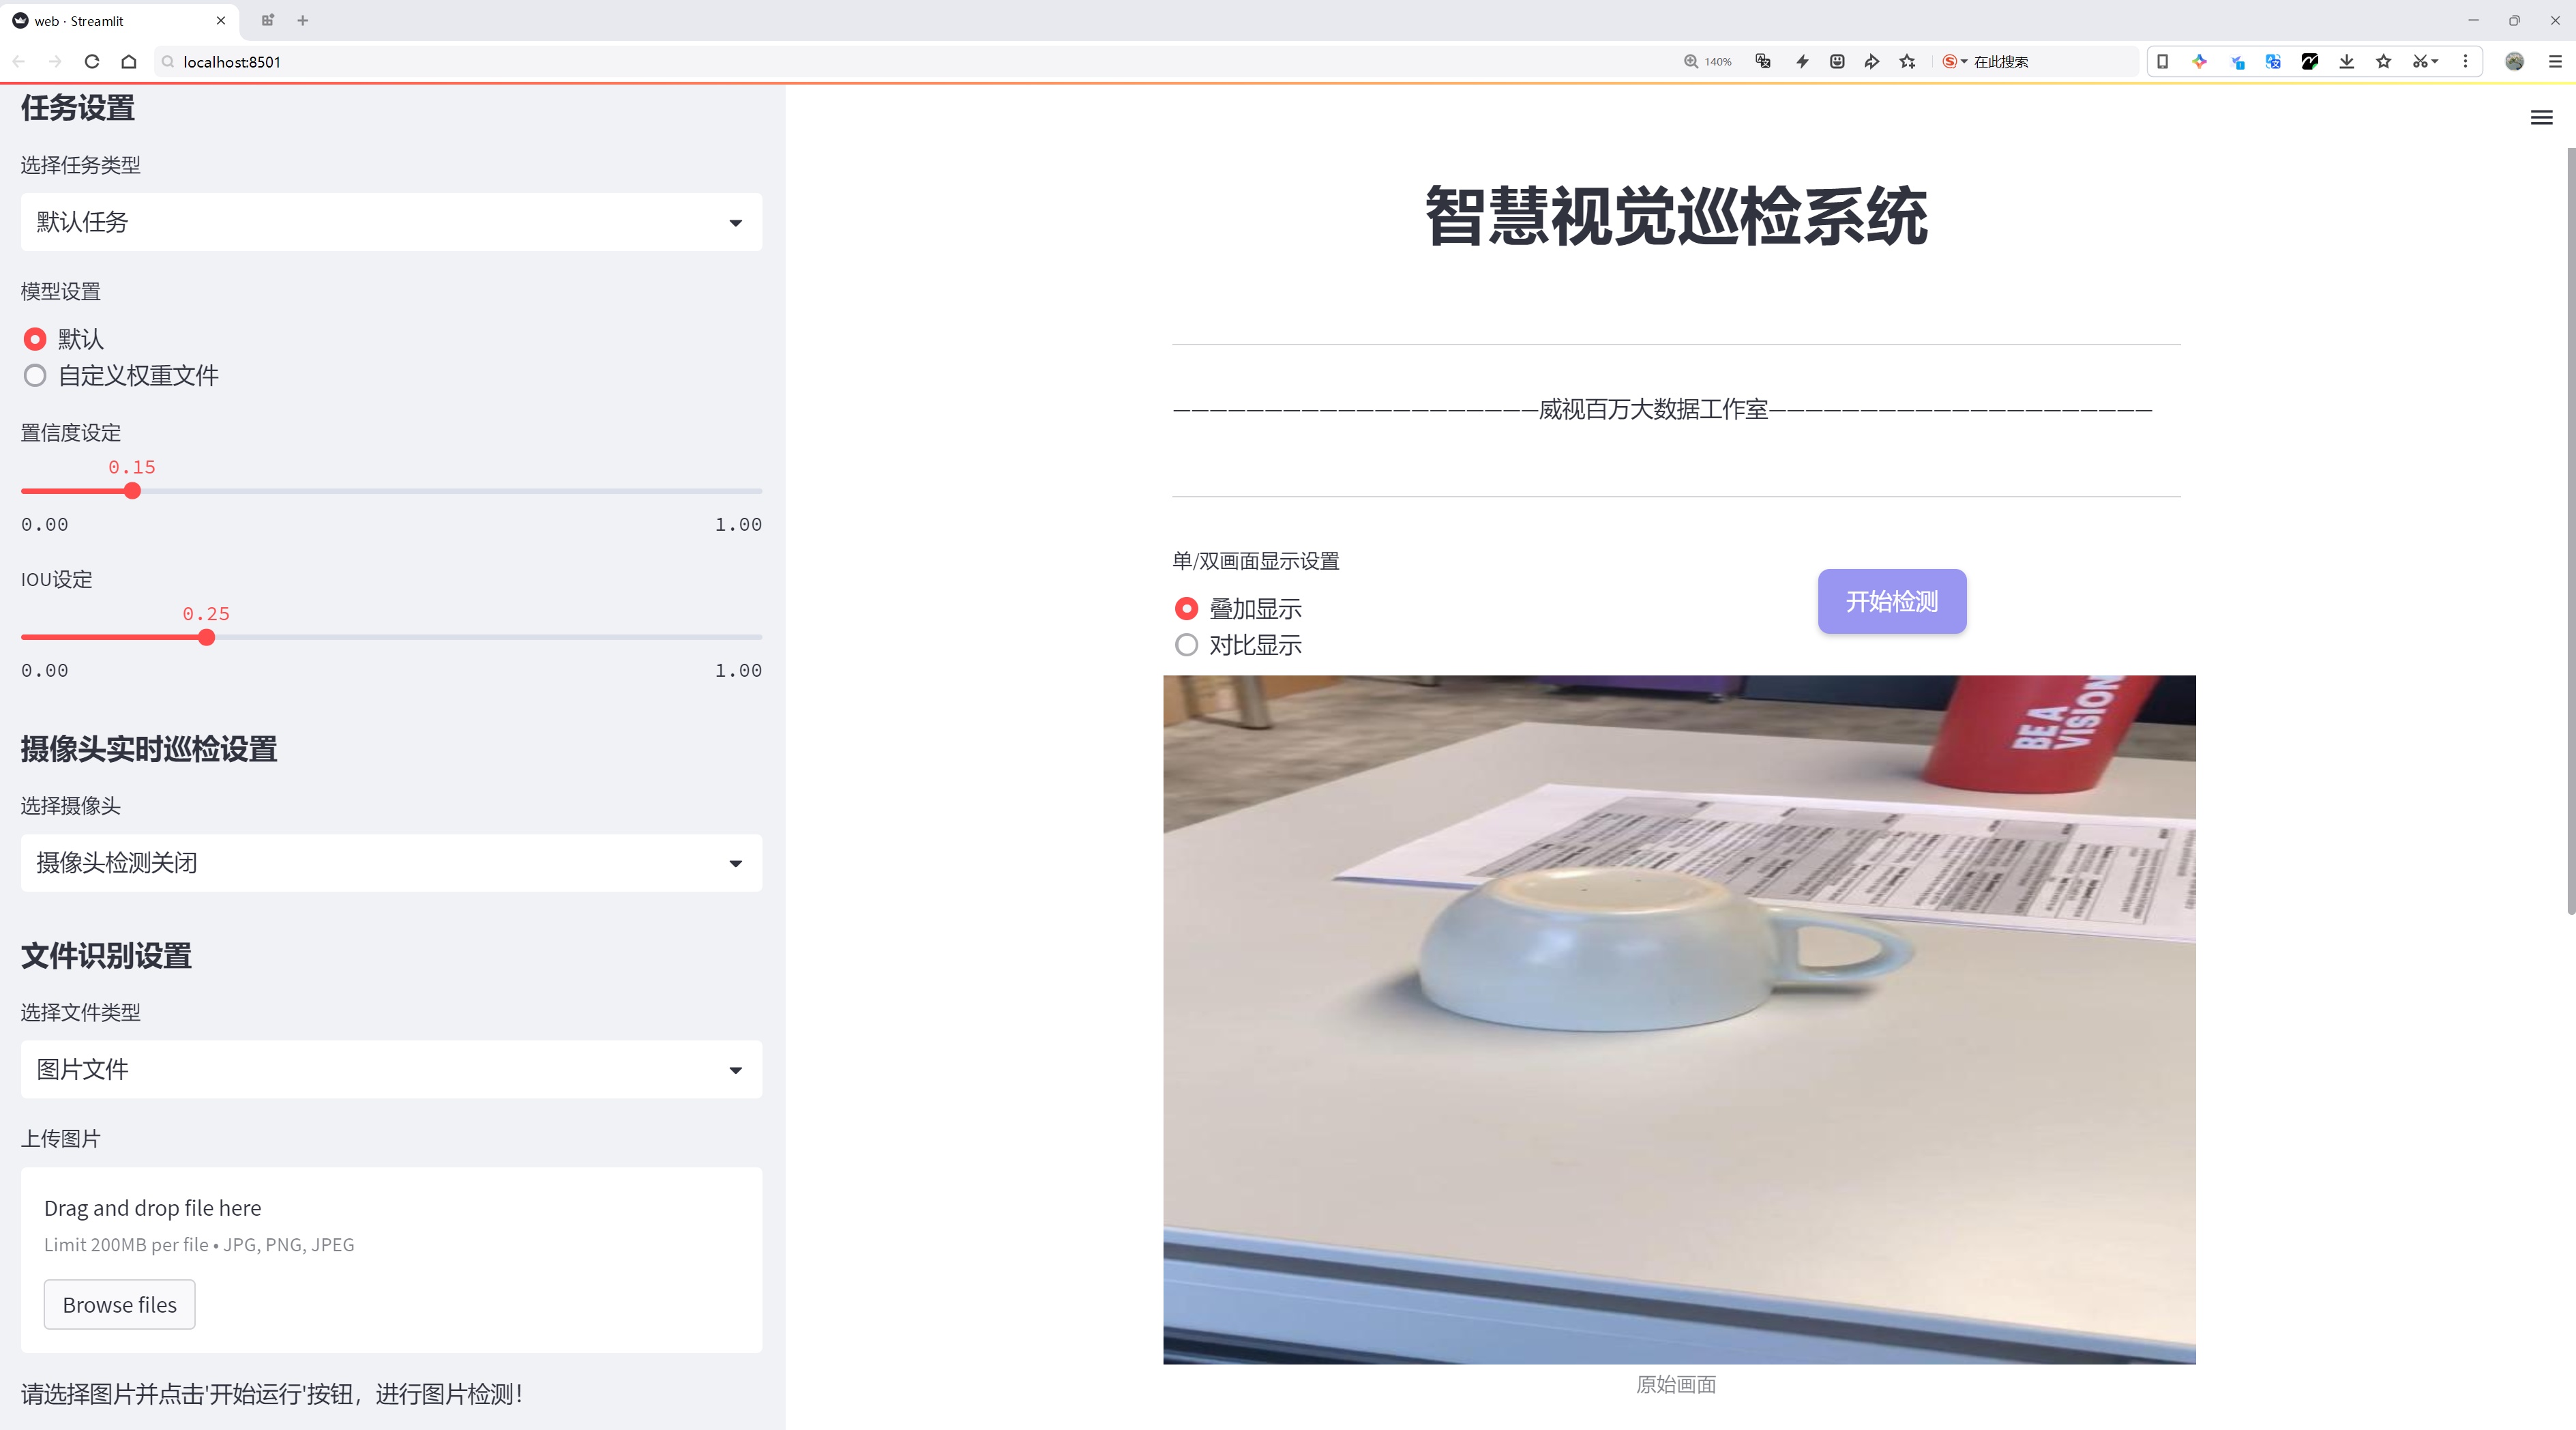 web · Streamlit
localhost:8501
140%
在此搜索
任务设置
选择任务类型
默认任务
模型设置
默认
自定义权重文件
置信度设定
0.15
0.00
1.00
IOU设定
0.25
0.00
1.00
摄像头实时巡检设置
选择摄像头
摄像头检测关闭
文件识别设置
选择文件类型
图片文件
上传图片
Drag and drop file here
Limit 200MB per file • JPG, PNG, JPEG
Browse files
请选择图片并点击'开始运行'按钮，进行图片检测！
智慧视觉巡检系统
————————————————————威视百万大数据工作室—————————————————————
单/双画面显示设置
叠加显示
对比显示
开始检测
BE A
VISION
原始画面